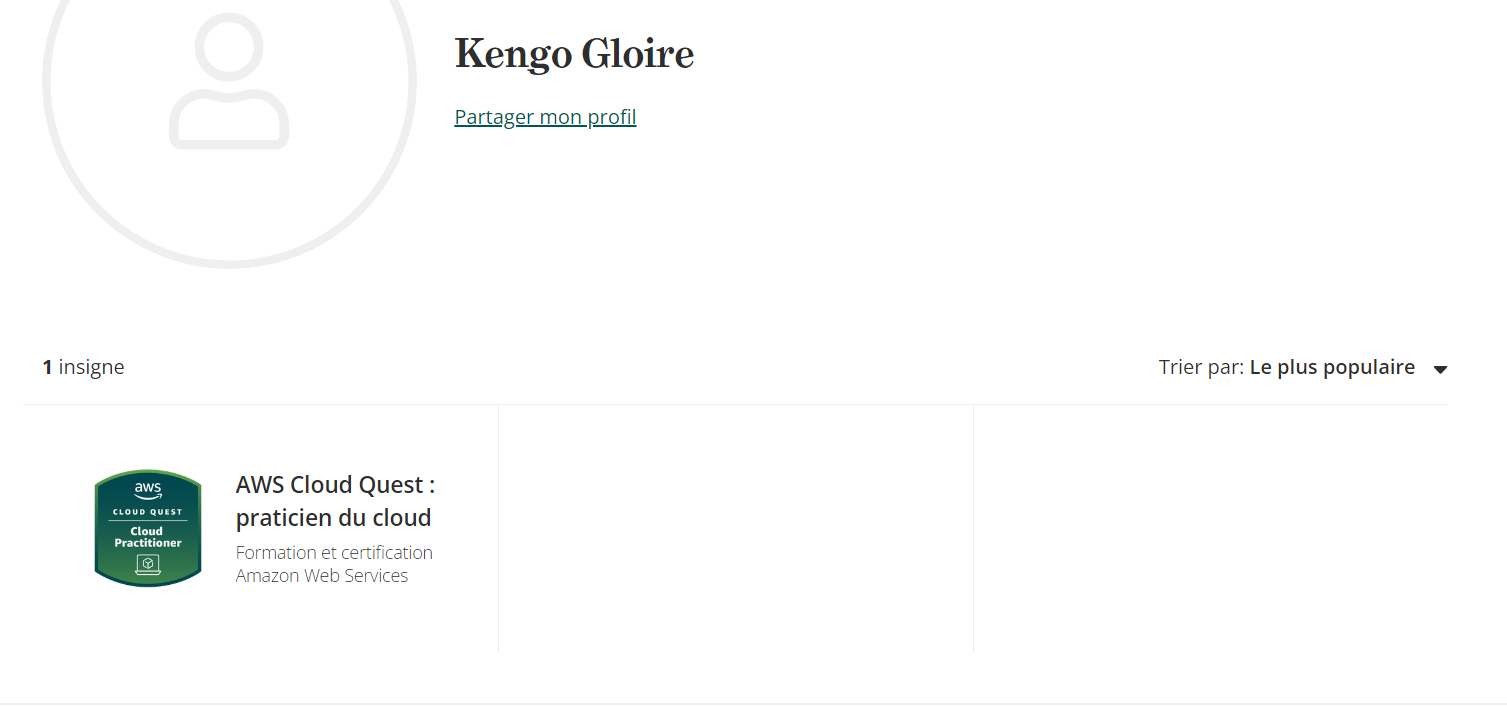 Kengo Gloire
Partager mon profil
1 insigne
Trier par: Le plus populaire
aws
CLOUD QUEST
Cloud
Practitioner
AWS Cloud Quest :
praticien du cloud
Formation et certification
Amazon Web Services